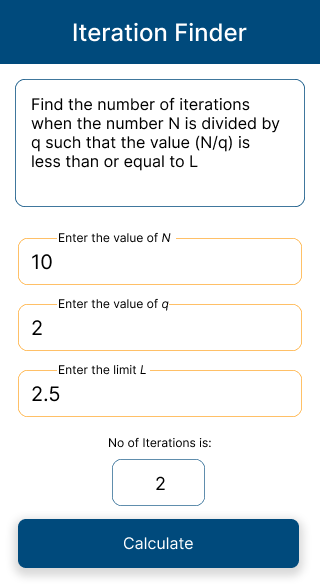 Iteration Finder
Find the number of iterations
when the number N is divided by
q such that the value (N/q) is
less than or equal to L
Enter the value of N
10
Enter the value of q
2
Enter the limit L
2.5
No of Iterations is:
2
Calculate